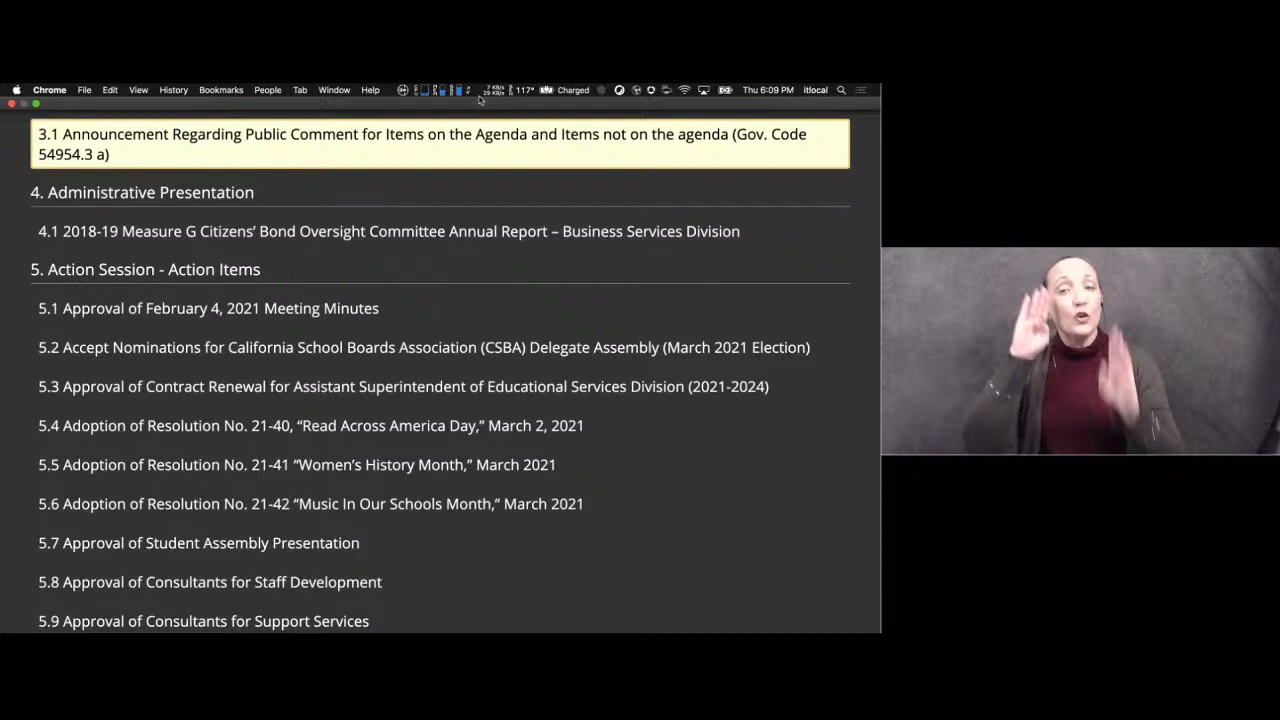 Chrome File Edit View History Bookmarks People Tab Window Help 7 KB/s 29 KB/s 117° Charged Thu 6:09 PM itlocal
3.1 Announcement Regarding Public Comment for Items on the Agenda and Items not on the agenda (Gov. Code
54954.3 a)
4. Administrative Presentation
4.1 2018-19 Measure G Citizens’ Bond Oversight Committee Annual Report – Business Services Division
5. Action Session - Action Items
5.1 Approval of February 4, 2021 Meeting Minutes
5.2 Accept Nominations for California School Boards Association (CSBA) Delegate Assembly (March 2021 Election)
5.3 Approval of Contract Renewal for Assistant Superintendent of Educational Services Division (2021-2024)
5.4 Adoption of Resolution No. 21-40, “Read Across America Day,” March 2, 2021
5.5 Adoption of Resolution No. 21-41 “Women’s History Month,” March 2021
5.6 Adoption of Resolution No. 21-42 “Music In Our Schools Month,” March 2021
5.7 Approval of Student Assembly Presentation
5.8 Approval of Consultants for Staff Development
5.9 Approval of Consultants for Support Services